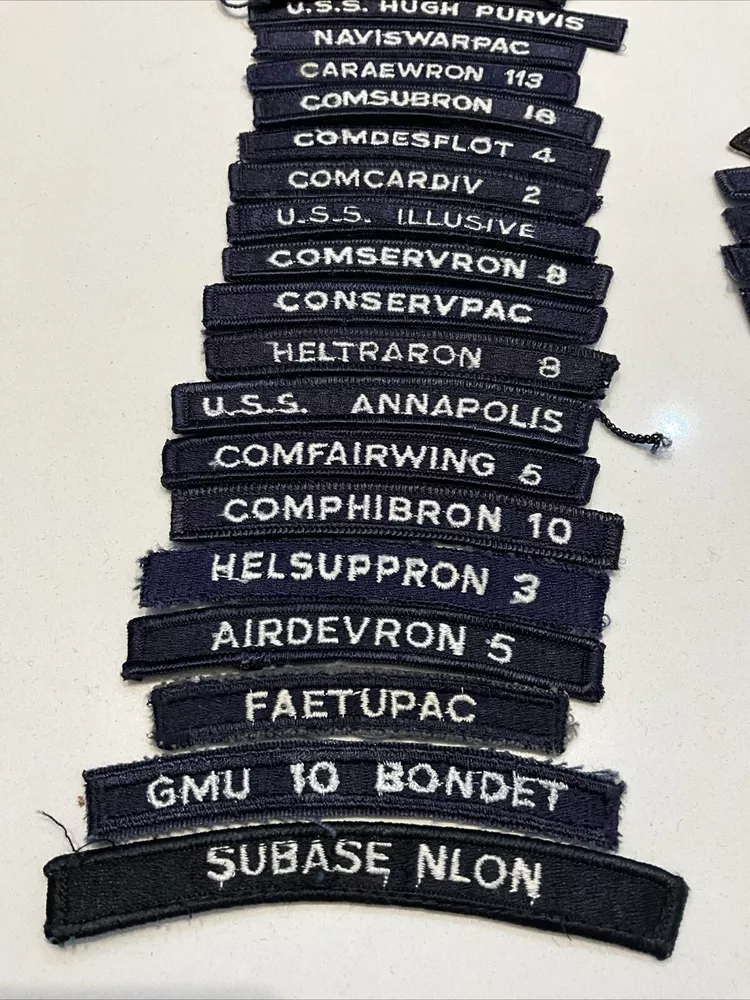 U.S.S. HUGH PURVIS
NAVISWARPAC
CARAEWRON 113
COMSUBRON 18
COMDESFLOT 4
COMCARDIV 2
U.S.S. ILLUSIVE
COMSERVRON 8
CONSERVPAC
HELTRARON 8
U.S.S. ANNAPOLIS
COMFAIRWING 5
COMPHIBRON 10
HELSUPPRON 3
AIRDEVRON 5
FAETUPAC
GMU 10 BONDET
SUBASE NLON